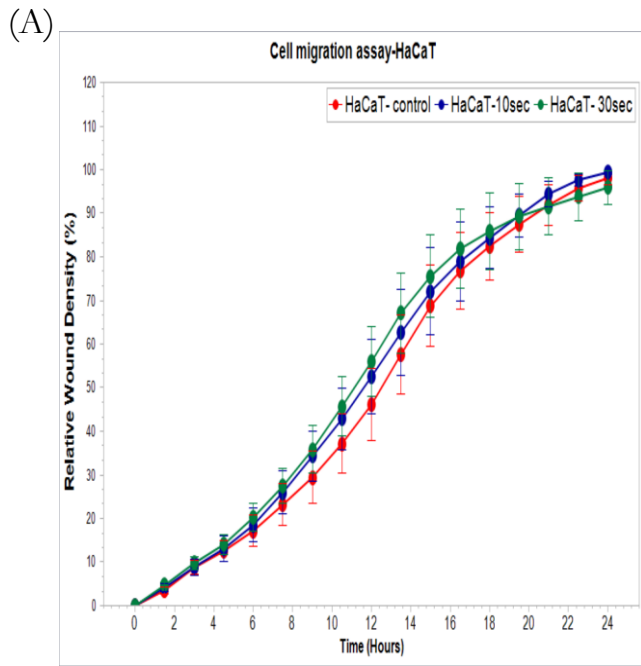 (A)
Cell migration assay-HaCaT
HaCaT- control HaCaT-10sec HaCaT- 30sec
Relative Wound Density (%)
120
110
100
90
80
70
60
50
40
30
20
10
0
0 2 4 6 8 10 12 14 16 18 20 22 24
Time (Hours)